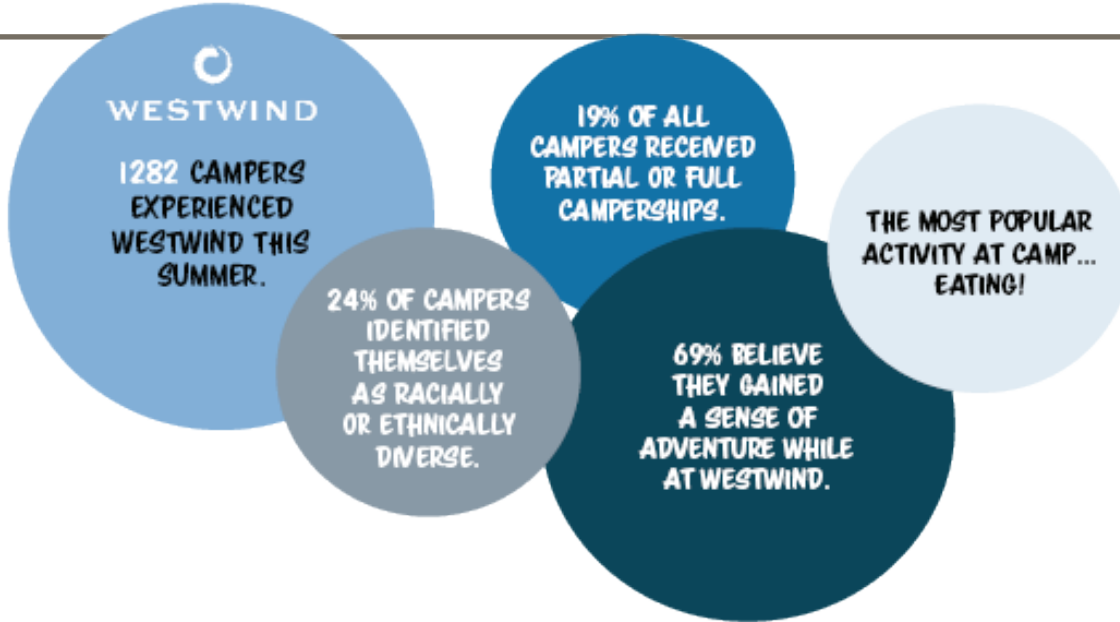 WESTWIND
1282 CAMPERS
EXPERIENCED
WESTWIND THIS
SUMMER.
24% OF CAMPERS
IDENTIFIED
THEMSELVES
AS RACIALLY
OR ETHNICALLY
DIVERSE.
19% OF ALL
CAMPERS RECEIVED
PARTIAL OR FULL
CAMPERSHIPS.
69% BELIEVE
THEY GAINED
A SENSE OF
ADVENTURE WHILE
AT WESTWIND.
THE MOST POPULAR
ACTIVITY AT CAMP...
EATING!